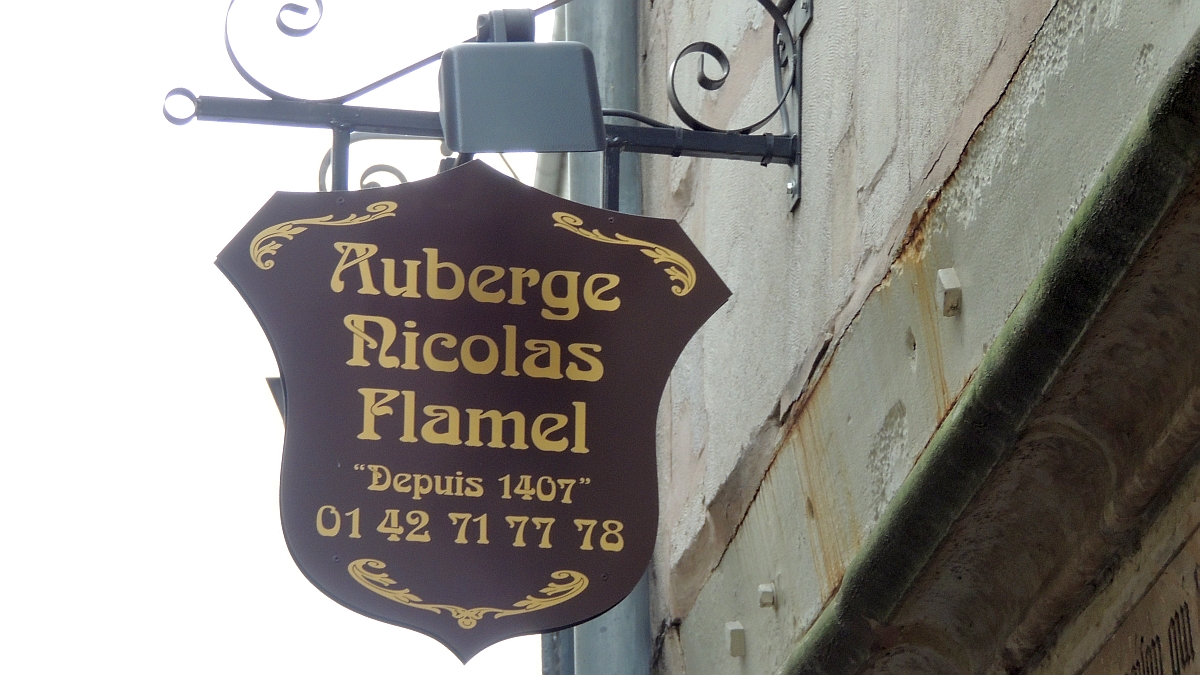 Auberge
Nicolas
Flamel
“Depuis 1407”
01 42 71 77 78